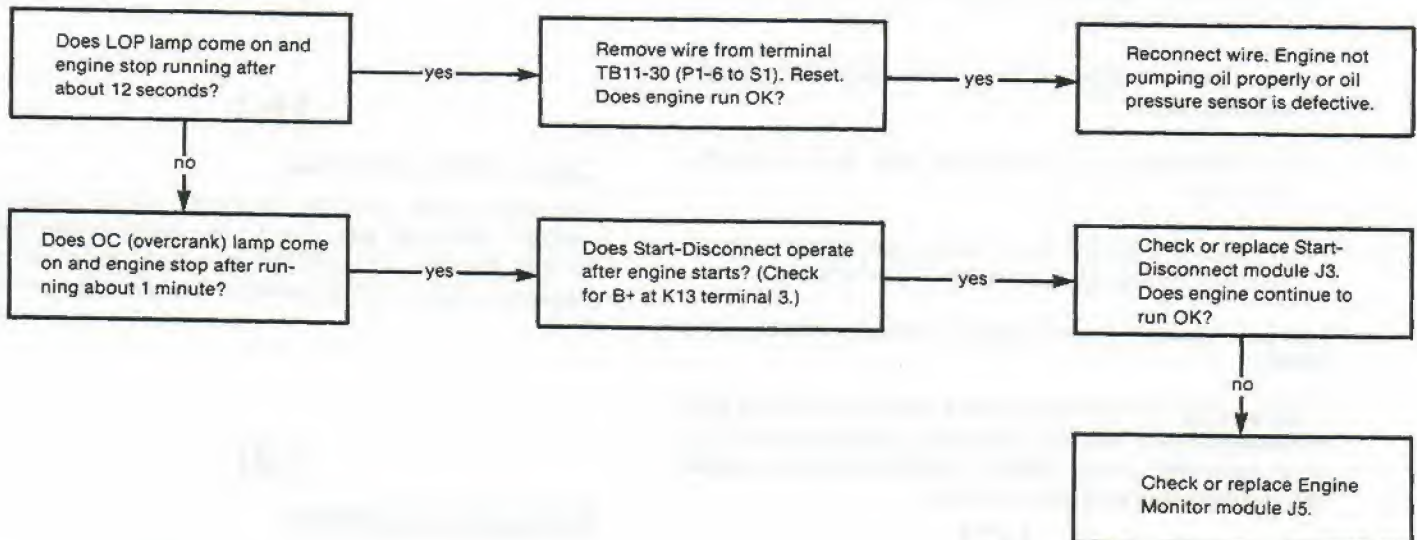 Does LOP lamp come on and
engine stop running after
about 12 seconds?
yes
Remove wire from terminal
TB11-30 (P1-6 to S1). Reset.
Does engine run OK?
yes
Reconnect wire. Engine not
pumping oil properly or oil
pressure sensor is defective.
no
Does OC (overcrank) lamp come
on and engine stop after run-
ning about 1 minute?
yes
Does Start-Disconnect operate
after engine starts? (Check
for B+ at K13 terminal 3.)
yes
Check or replace Start-
Disconnect module J3.
Does engine continue to
run OK?
no
Check or replace Engine
Monitor module J5.